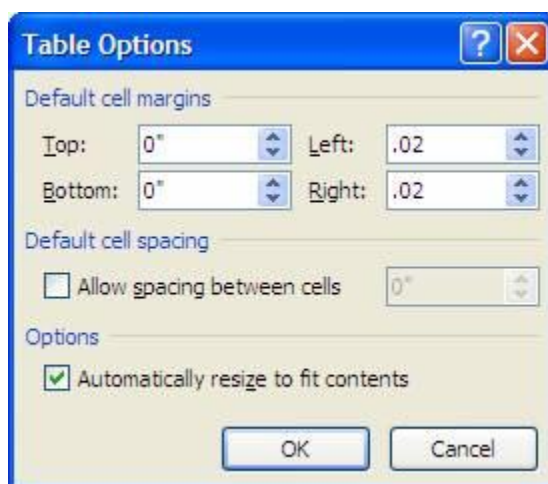 Table Options ?
Default cell margins
Top: 0" Left: .02
Bottom: 0" Right: .02
Default cell spacing
Allow spacing between cells 0"
Options
Automatically resize to fit contents
OK Cancel